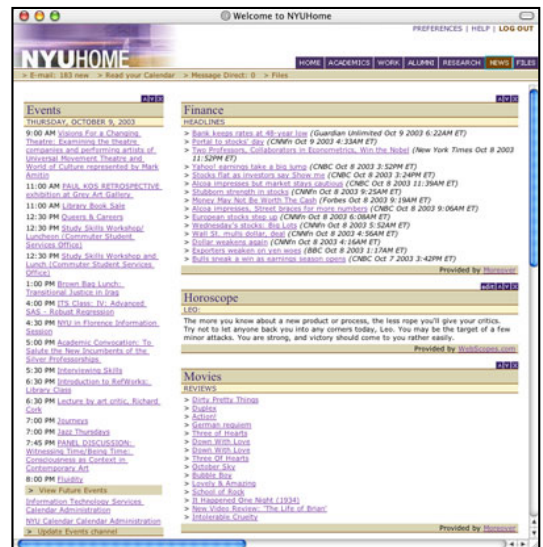 Welcome to NYUHome
PREFERENCES | HELP | LOG OUT
NYUHOME
HOME ACADEMICS WORK ALUMNI RESEARCH NEWS FILES
> E-mail: 183 new > Read your Calendar > Message Direct: 0 > Files
Events
THURSDAY, OCTOBER 9, 2003
9:00 AM Visions For a Changing
Theatre: Examining the theatre
companies and performing artists of
Universal Movement Theatre and
World of Culture represented by Mark
Amitin
11:00 AM PAUL KOS RETROSPECTIVE
exhibition at Grey Art Gallery
11:00 AM Library Book Sale
12:30 PM Queers & Careers
12:30 PM Study Skills Workshop/
Luncheon (Commuter Student
Services Office)
12:30 PM Study Skills Workshop and
Lunch (Commuter Student Services
Office)
1:00 PM Brown Bag Lunch:
Transitional Justice in Iraq
4:00 PM ITS Class: IV: Advanced
SAS - Robust Regression
4:30 PM NYU in Florence Information
Session
5:00 PM Academic Convocation: To
Salute the New Incumbents of the
Silver Professorships
5:30 PM Interviewing Skills
6:30 PM Introduction to RefWorks:
Library Class
6:30 PM Lecture by art critic, Richard
Cork
7:00 PM Journeys
7:00 PM Jazz Thursdays
7:45 PM PANEL DISCUSSION:
Witnessing Time/Being Time:
Consciousness as Context in
Contemporary Art
8:00 PM Fluidity
> View Future Events
Information Technology Services
Calendar Administration
NYU Calendar Calendar Administration
> Update Events channel
Finance
HEADLINES
> Bank keeps rates at 48-year low (Guardian Unlimited Oct 9 2003 6:22AM ET)
> Portal to stocks' day (CNNfn Oct 9 2003 4:33AM ET)
> Two Professors, Collaborators in Econometrics, Win the Nobel (New York Times Oct 8 2003
11:52PM ET)
> Yahoo! earnings take a big jump (CNBC Oct 8 2003 3:52PM ET)
> Stocks flat as investors say Show me (CNBC Oct 8 2003 3:24PM ET)
> Alcoa impresses but market stays cautious (CNBC Oct 8 2003 11:39AM ET)
> Stubborn strength in stocks (CNNfn Oct 8 2003 9:25AM ET)
> Money May Not Be Worth The Cash (Forbes Oct 8 2003 9:19AM ET)
> Alcoa impresses, Street braces for more numbers (CNBC Oct 8 2003 9:06AM ET)
> European stocks step up (CNNfn Oct 8 2003 6:08AM ET)
> Wednesday's stocks: Big Lots (CNNfn Oct 8 2003 5:52AM ET)
> Wall St. mulls dollar, deal (CNNfn Oct 8 2003 4:56AM ET)
> Dollar weakens again (CNNfn Oct 8 2003 4:16AM ET)
> Exporters weaken on yen woes (BBC Oct 8 2003 1:17AM ET)
> Bulls sneak a win as earnings season opens (CNBC Oct 7 2003 3:42PM ET)
Provided by Moreover
edit
Horoscope
LEO:
The more you know about a new product or process, the less rope you'll give your critics.
Try not to let anyone back you into any corners today, Leo. You may be the target of a few
minor attacks. You are strong, and victory should come to you rather easily.
Provided by WebScopes.com
Movies
REVIEWS
> Dirty Pretty Things
> Duplex
> Action!
> German requiem
> Three of Hearts
> Down With Love
> Down With Love
> Three Of Hearts
> October Sky
> Bubble Boy
> Lovely & Amazing
> School of Rock
> It Happened One Night (1934)
> New Video Review: 'The Life of Brian'
> Intolerable Cruelty
Provided by Moreover